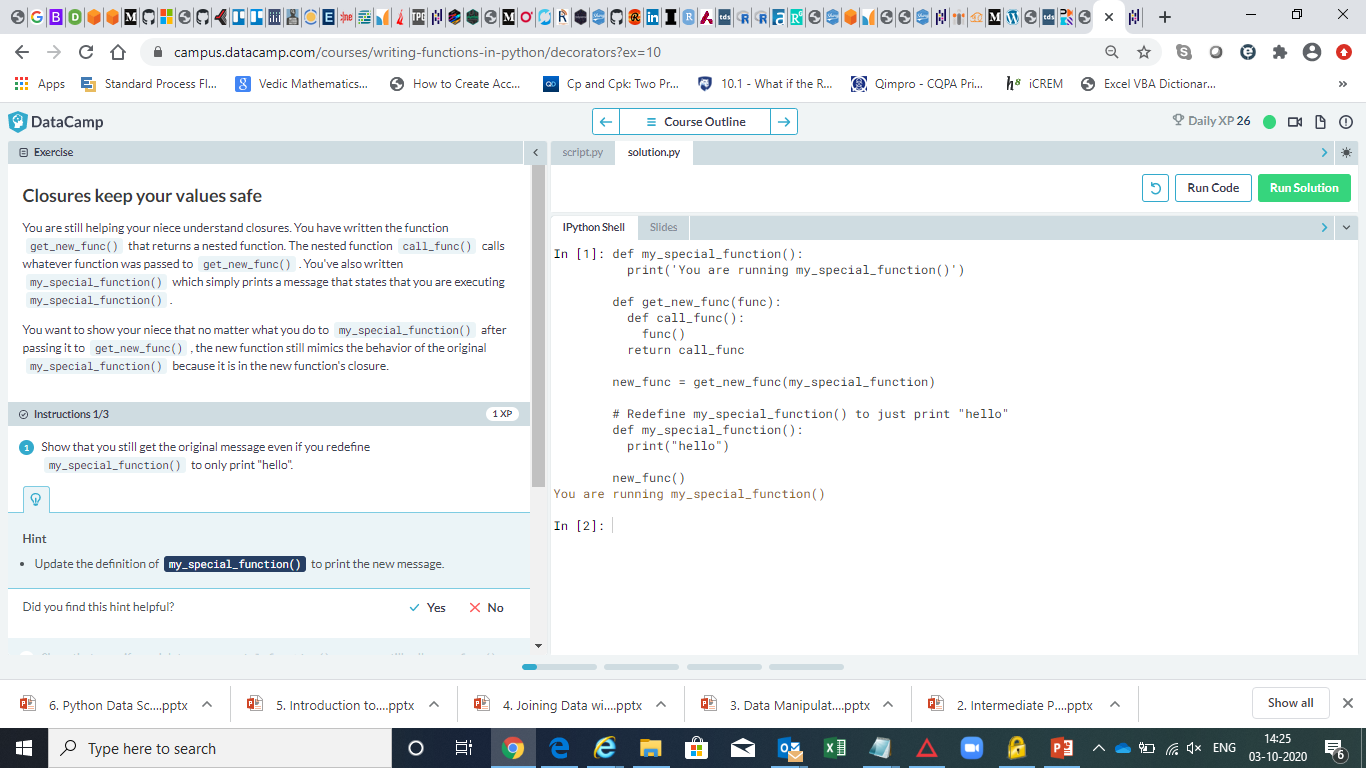 campus.datacamp.com/courses/writing-functions-in-python/decorators?ex=10
Apps
Standard Process Fl...
Vedic Mathematics...
How to Create Acc...
Cp and Cpk: Two Pr...
10.1 - What if the R...
Qimpro - CQPA Pri...
iCREM
Excel VBA Dictionar...
»
DataCamp
Course Outline
Daily XP 26
Exercise
script.py
solution.py
Closures keep your values safe
You are still helping your niece understand closures. You have written the function
get_new_func() that returns a nested function. The nested function call_func() calls
whatever function was passed to get_new_func() . You've also written
my_special_function() which simply prints a message that states that you are executing
my_special_function() .
You want to show your niece that no matter what you do to my_special_function() after
passing it to get_new_func() , the new function still mimics the behavior of the original
my_special_function() because it is in the new function's closure.
Instructions 1/3
1 XP
1 Show that you still get the original message even if you redefine
my_special_function() to only print "hello".
Hint
• Update the definition of my_special_function() to print the new message.
Did you find this hint helpful?
Yes
No
Run Code
Run Solution
IPython Shell
Slides
In [1]: def my_special_function():
print('You are running my_special_function()')
def get_new_func(func):
def call_func():
func()
return call_func
new_func = get_new_func(my_special_function)
# Redefine my_special_function() to just print "hello"
def my_special_function():
print("hello")
new_func()
You are running my_special_function()
In [2]:
6. Python Data Sc....pptx
5. Introduction to....pptx
4. Joining Data wi....pptx
3. Data Manipulat....pptx
2. Intermediate P....pptx
Show all
Type here to search
ENG
14:25
03-10-2020
6